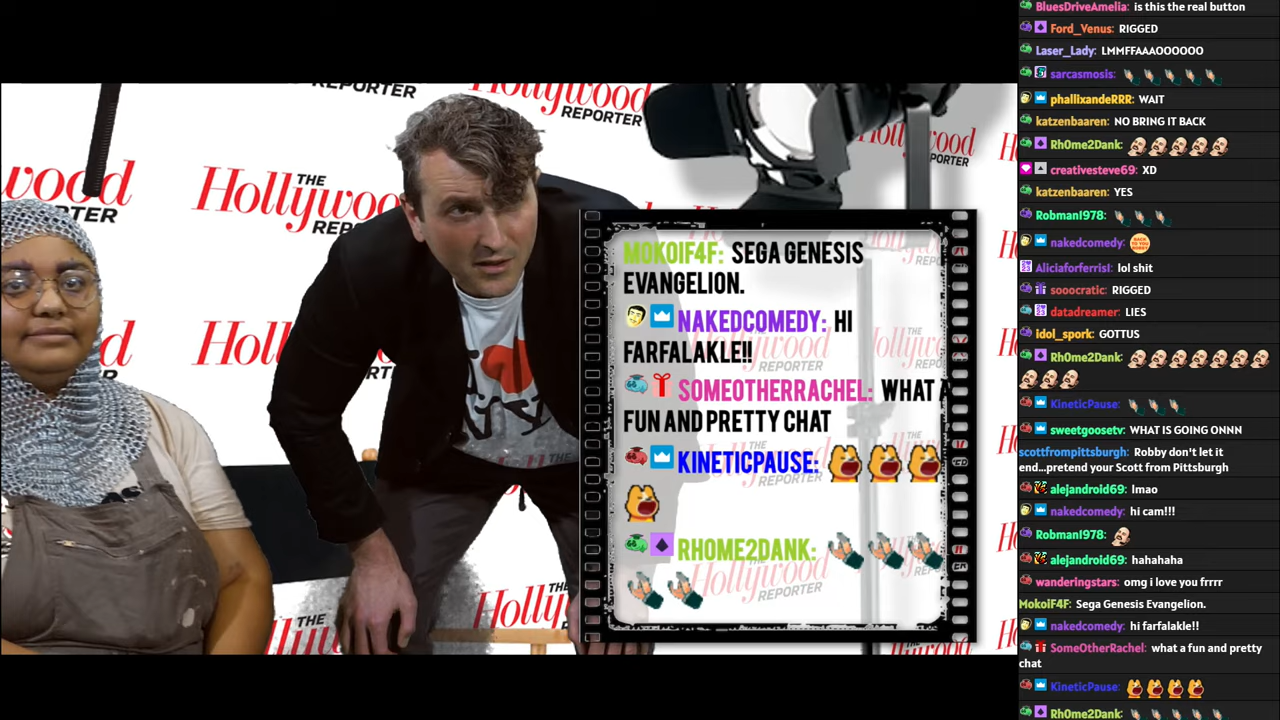 THE
Hollywood
REPORTER
MOKOIF4F: SEGA GENESIS
EVANGELION.
NAKEDCOMEDY: HI
FARFALAKLE!!
SOMEOTHERRACHEL: WHAT A
FUN AND PRETTY CHAT
KINETICPAUSE:
RHOME2DANK:
BluesDriveAmelia: is this the real button
Ford_Venus: RIGGED
Laser_Lady: LMMFFAAAOOOOOO
sarcasmosis:
phallixandeRRR: WAIT
katzenbaaren: NO BRING IT BACK
Rh0me2Dank:
creativesteve69: XD
katzenbaaren: YES
Robman1978:
nakedcomedy:
Aliciaforferrisl: lol shit
sooocratic: RIGGED
datadreamer: LIES
idol_spork: GOTTUS
Rh0me2Dank:
KineticPause:
sweetgoosetv: WHAT IS GOING ONNN
scottfrompittsburgh: Robby don't let it
end...pretend your Scott from Pittsburgh
alejandroid69: lmao
nakedcomedy: hi cam!!!
Robman1978:
alejandroid69: hahahaha
wanderingstars: omg i love you frrrr
MokoiF4F: Sega Genesis Evangelion.
nakedcomedy: hi farfalakle!!
SomeOtherRachel: what a fun and pretty
chat
KineticPause:
Rh0me2Dank: